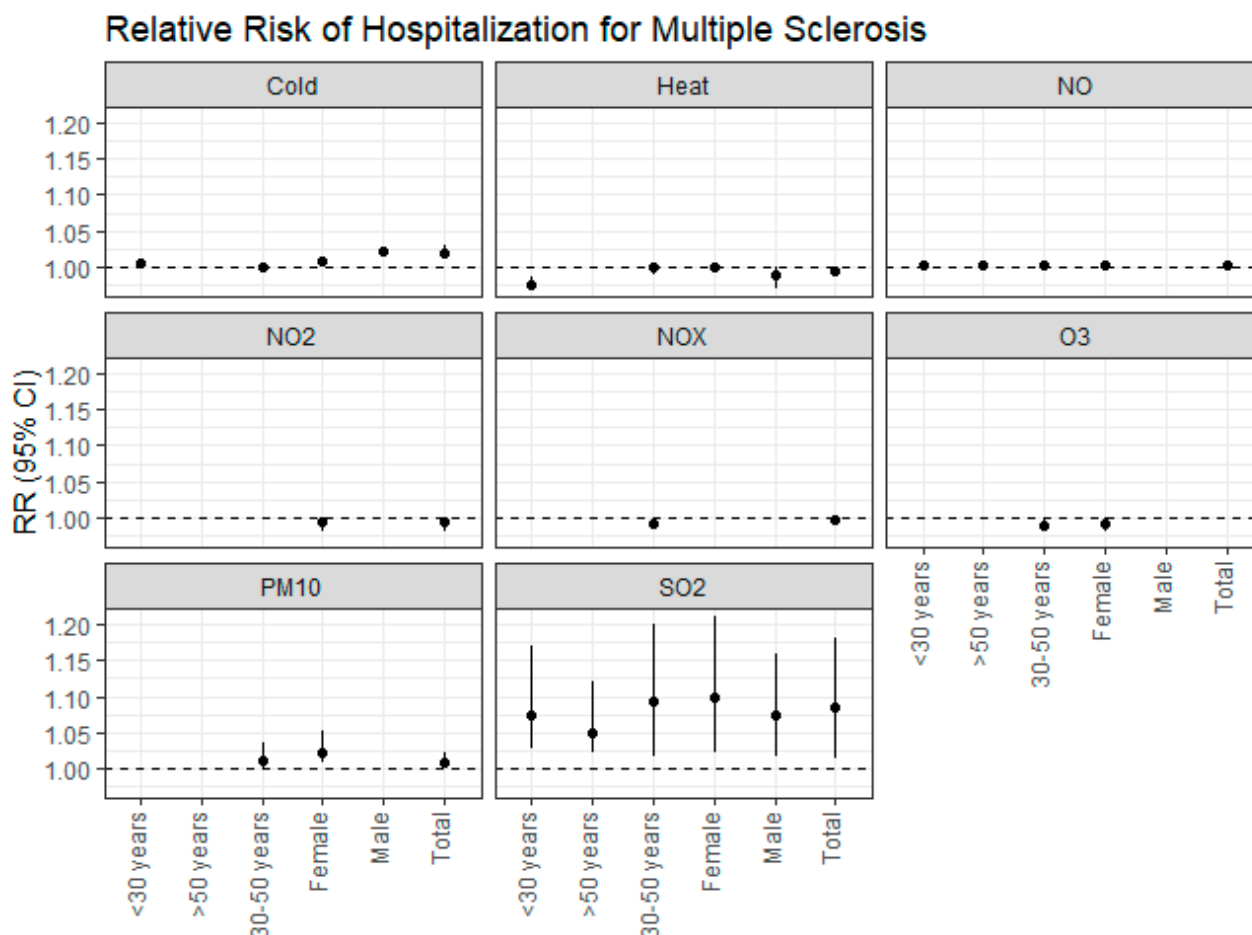 Relative Risk of Hospitalization for Multiple Sclerosis
Cold
Heat
NO
1.20
1.15
1.10
1.05
1.00
NO2
NOX
O3
1.20
1.15
1.10
1.05
1.00
RR (95% CI)
<30 years
>50 years
30-50 years
Female
Male
Total
PM10
SO2
1.20
1.15
1.10
1.05
1.00
<30 years
>50 years
30-50 years
Female
Male
Total
<30 years
>50 years
30-50 years
Female
Male
Total